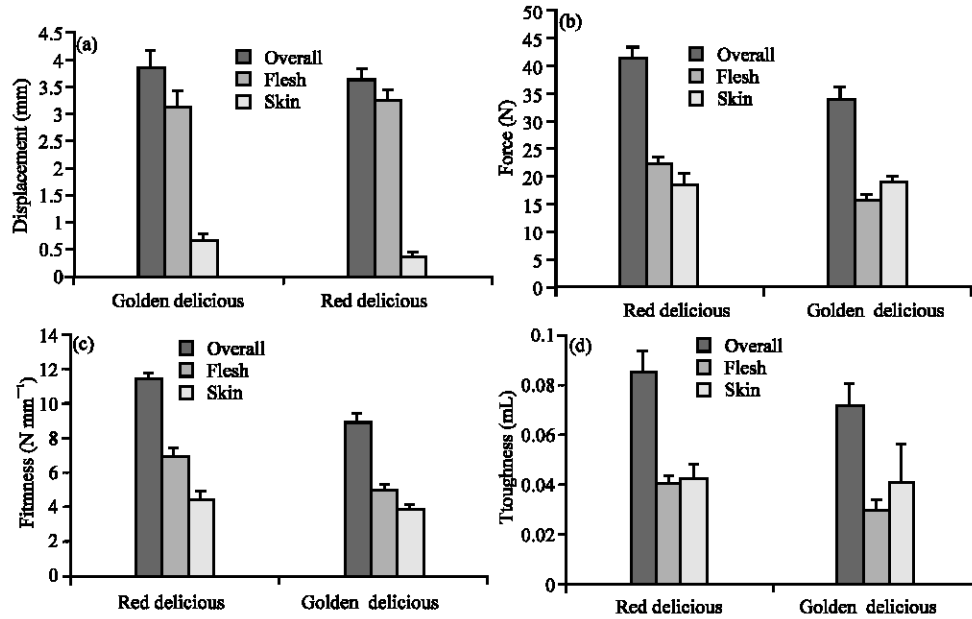 (a)
Overall
Flesh
Skin
Displacement (mm)
4.5
4
3.5
3
2.5
2
1.5
1
0.5
0
Golden delicious
Red delicious
(b)
Overall
Flesh
Skin
Force (N)
50
45
40
35
30
25
20
15
10
5
0
Red delicious
Golden delicious
(c)
Overall
Flesh
Skin
Fitmness (N mm⁻¹)
14
12
10
8
6
4
2
0
Red delicious
Golden delicious
(d)
Overall
Flesh
Skin
Ttoughness (mL)
0.1
0.08
0.06
0.04
0.02
0
Red delicious
Golden delicious